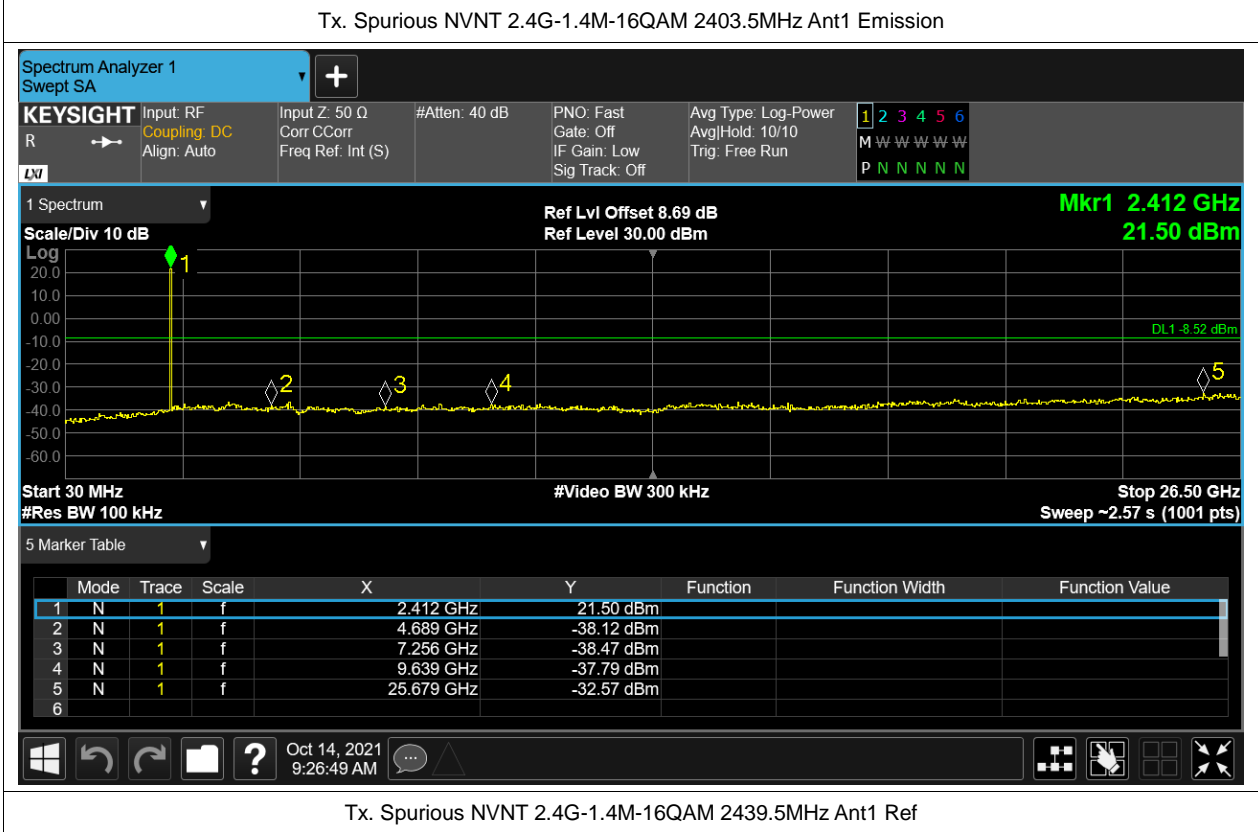 Tx. Spurious NVNT 2.4G-1.4M-16QAM 2403.5MHz Ant1 Emission
Spectrum Analyzer 1
Swept SA
KEYSIGHT
R
LXI
Input: RF
Coupling: DC
Align: Auto
Input Z: 50 Ω
Corr CCorr
Freq Ref: Int (S)
#Atten: 40 dB
PNO: Fast
Gate: Off
IF Gain: Low
Sig Track: Off
Avg Type: Log-Power
Avg|Hold: 10/10
Trig: Free Run
1 2 3 4 5 6
M W W W W W
P N N N N N
1 Spectrum
Scale/Div 10 dB
Ref Lvl Offset 8.69 dB
Ref Level 30.00 dBm
Mkr1 2.412 GHz
21.50 dBm
Log
20.0
10.0
0.00
-10.0
-20.0
-30.0
-40.0
-50.0
-60.0
1
2
3
4
5
DL1 -8.52 dBm
Start 30 MHz
#Video BW 300 kHz
Stop 26.50 GHz
#Res BW 100 kHz
Sweep ~2.57 s (1001 pts)
5 Marker Table
Mode Trace Scale X Y Function Function Width Function Value
1 N 1 f 2.412 GHz 21.50 dBm
2 N 1 f 4.689 GHz -38.12 dBm
3 N 1 f 7.256 GHz -38.47 dBm
4 N 1 f 9.639 GHz -37.79 dBm
5 N 1 f 25.679 GHz -32.57 dBm
6
?
Oct 14, 2021
9:26:49 AM
Tx. Spurious NVNT 2.4G-1.4M-16QAM 2439.5MHz Ant1 Ref